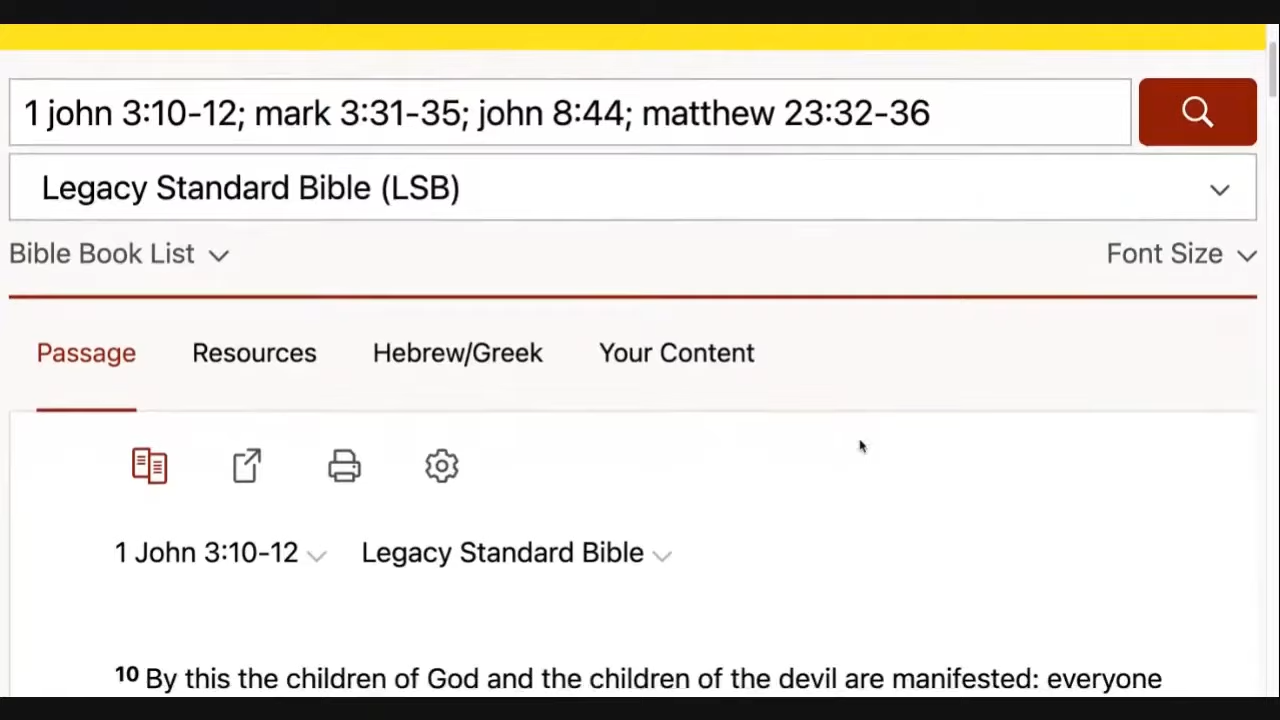 1 john 3:10-12; mark 3:31-35; john 8:44; matthew 23:32-36
Legacy Standard Bible (LSB)
Bible Book List Font Size
Passage Resources Hebrew/Greek Your Content
1 John 3:10-12 Legacy Standard Bible
10 By this the children of God and the children of the devil are manifested: everyone